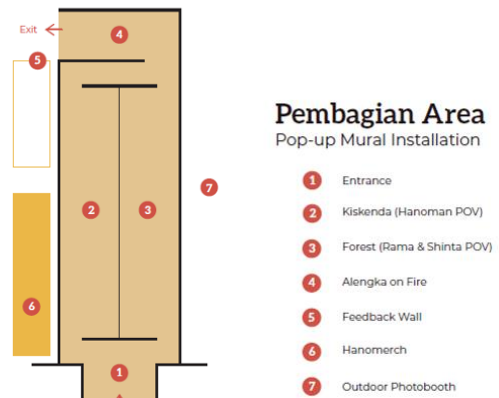 Exit
4
5
7
2
3
6
1
Pembagian Area
Pop-up Mural Installation
1 Entrance
2 Kiskenda (Hanoman POV)
3 Forest (Rama & Shinta POV)
4 Alengka on Fire
5 Feedback Wall
6 Hanomerch
7 Outdoor Photobooth